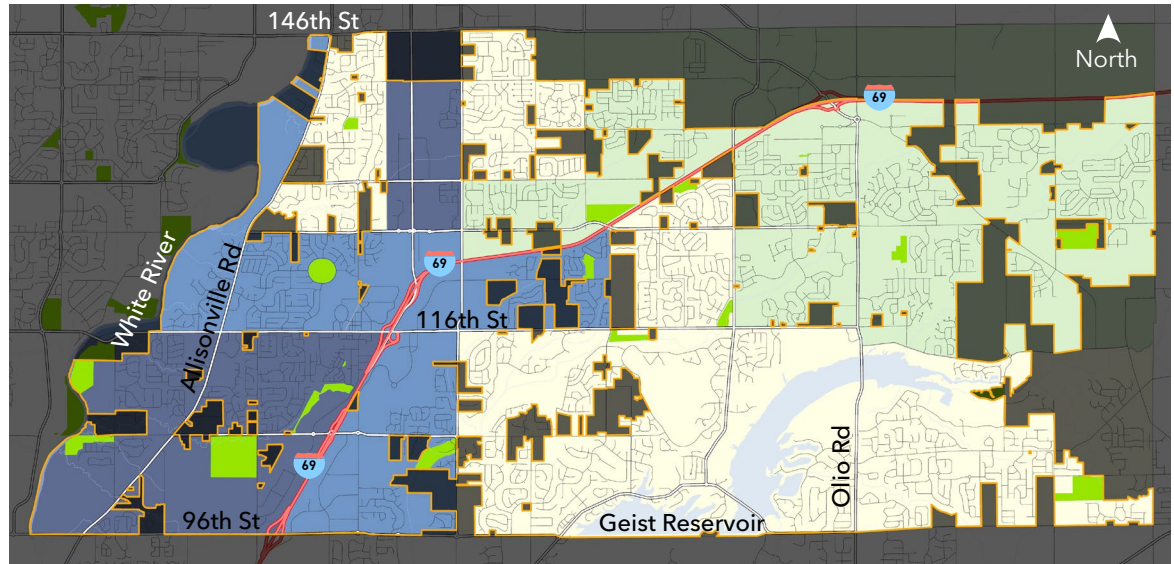 146th St
North
69
White River
Allisonville Rd
69
116th St
69
96th St
Geist Reservoir
Olio Rd